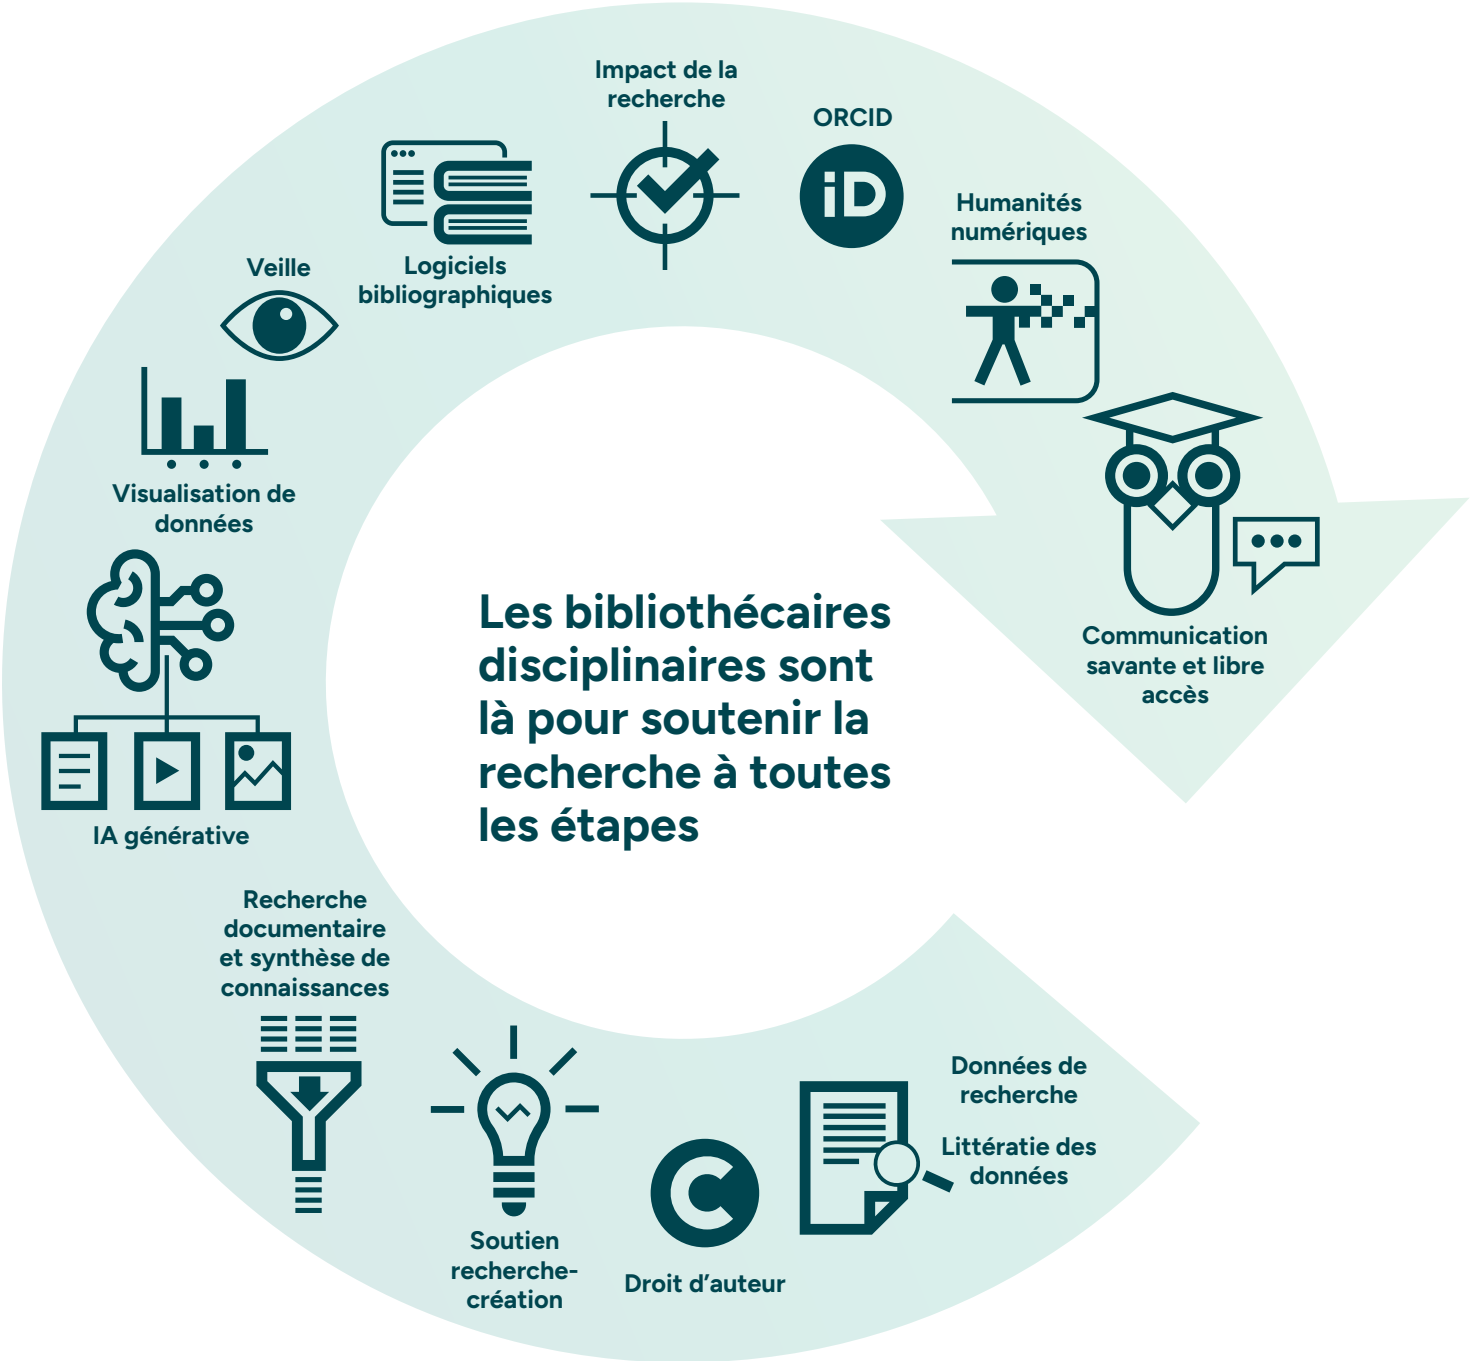 Impact de la
recherche
ORCID
iD
Humanités
numériques
Logiciels
bibliographiques
Veille
Visualisation de
données
IA générative
Les bibliothécaires
disciplinaires sont
là pour soutenir la
recherche à toutes
les étapes
Communication
savante et libre
accès
Recherche
documentaire
et synthèse de
connaissances
Soutien
recherche-
création
C
Droit d’auteur
Données de
recherche
Littératie des
données